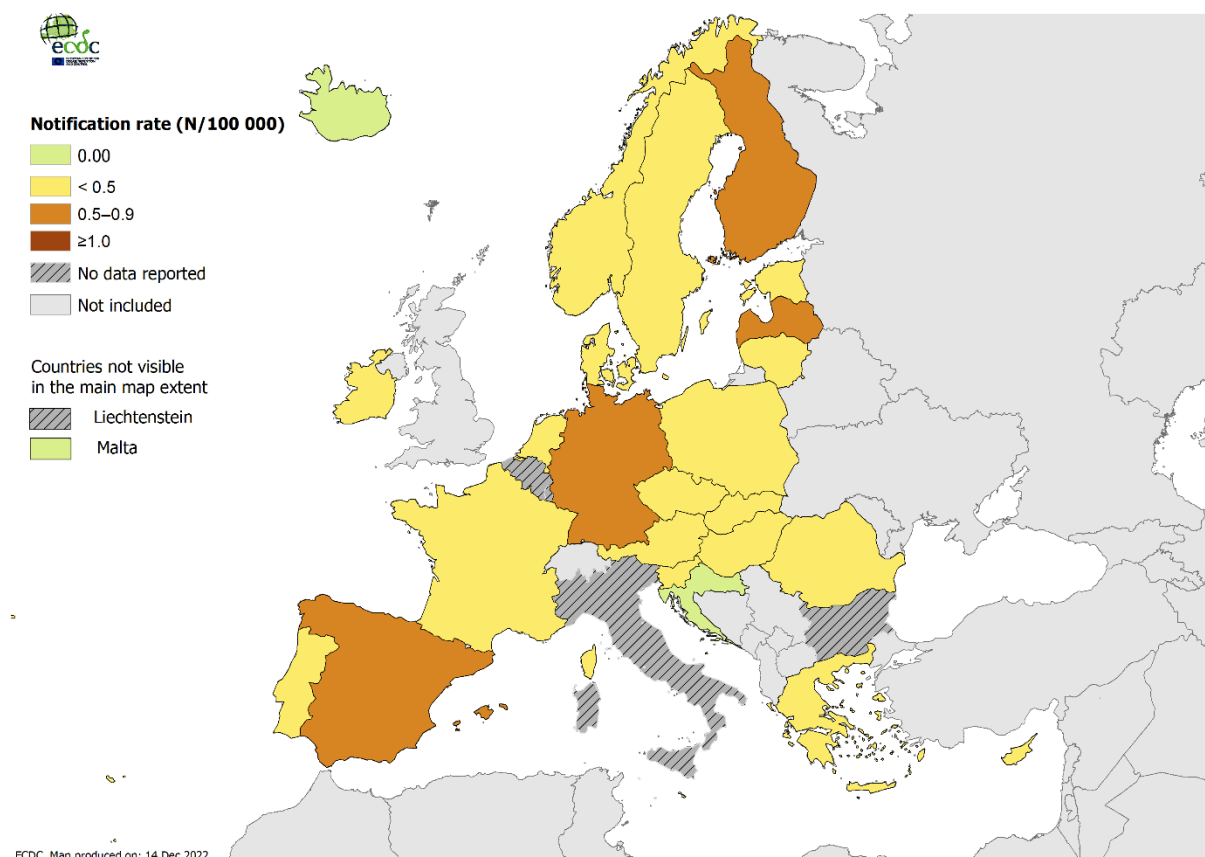 ecdc
Notification rate (N/100 000)
0.00
< 0.5
0.5–0.9
≥1.0
No data reported
Not included
Countries not visible
in the main map extent
Liechtenstein
Malta
ECDC. Map produced on: 14 Dec 2022